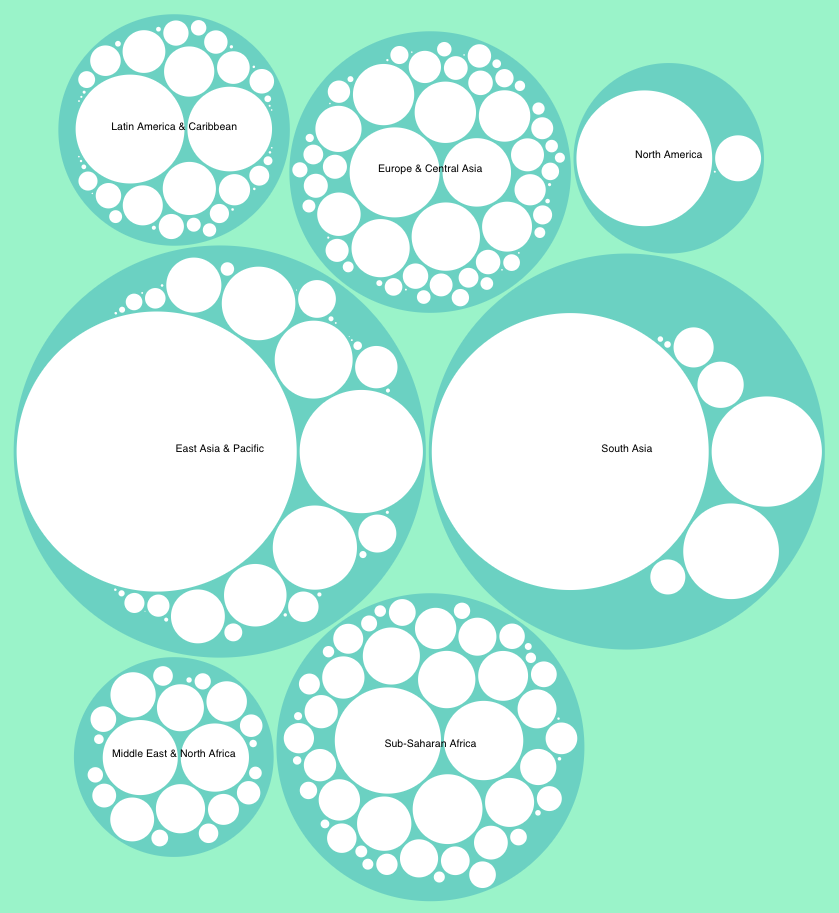 Latin America & Caribbean
Europe & Central Asia
North America
East Asia & Pacific
South Asia
Middle East & North Africa
Sub-Saharan Africa